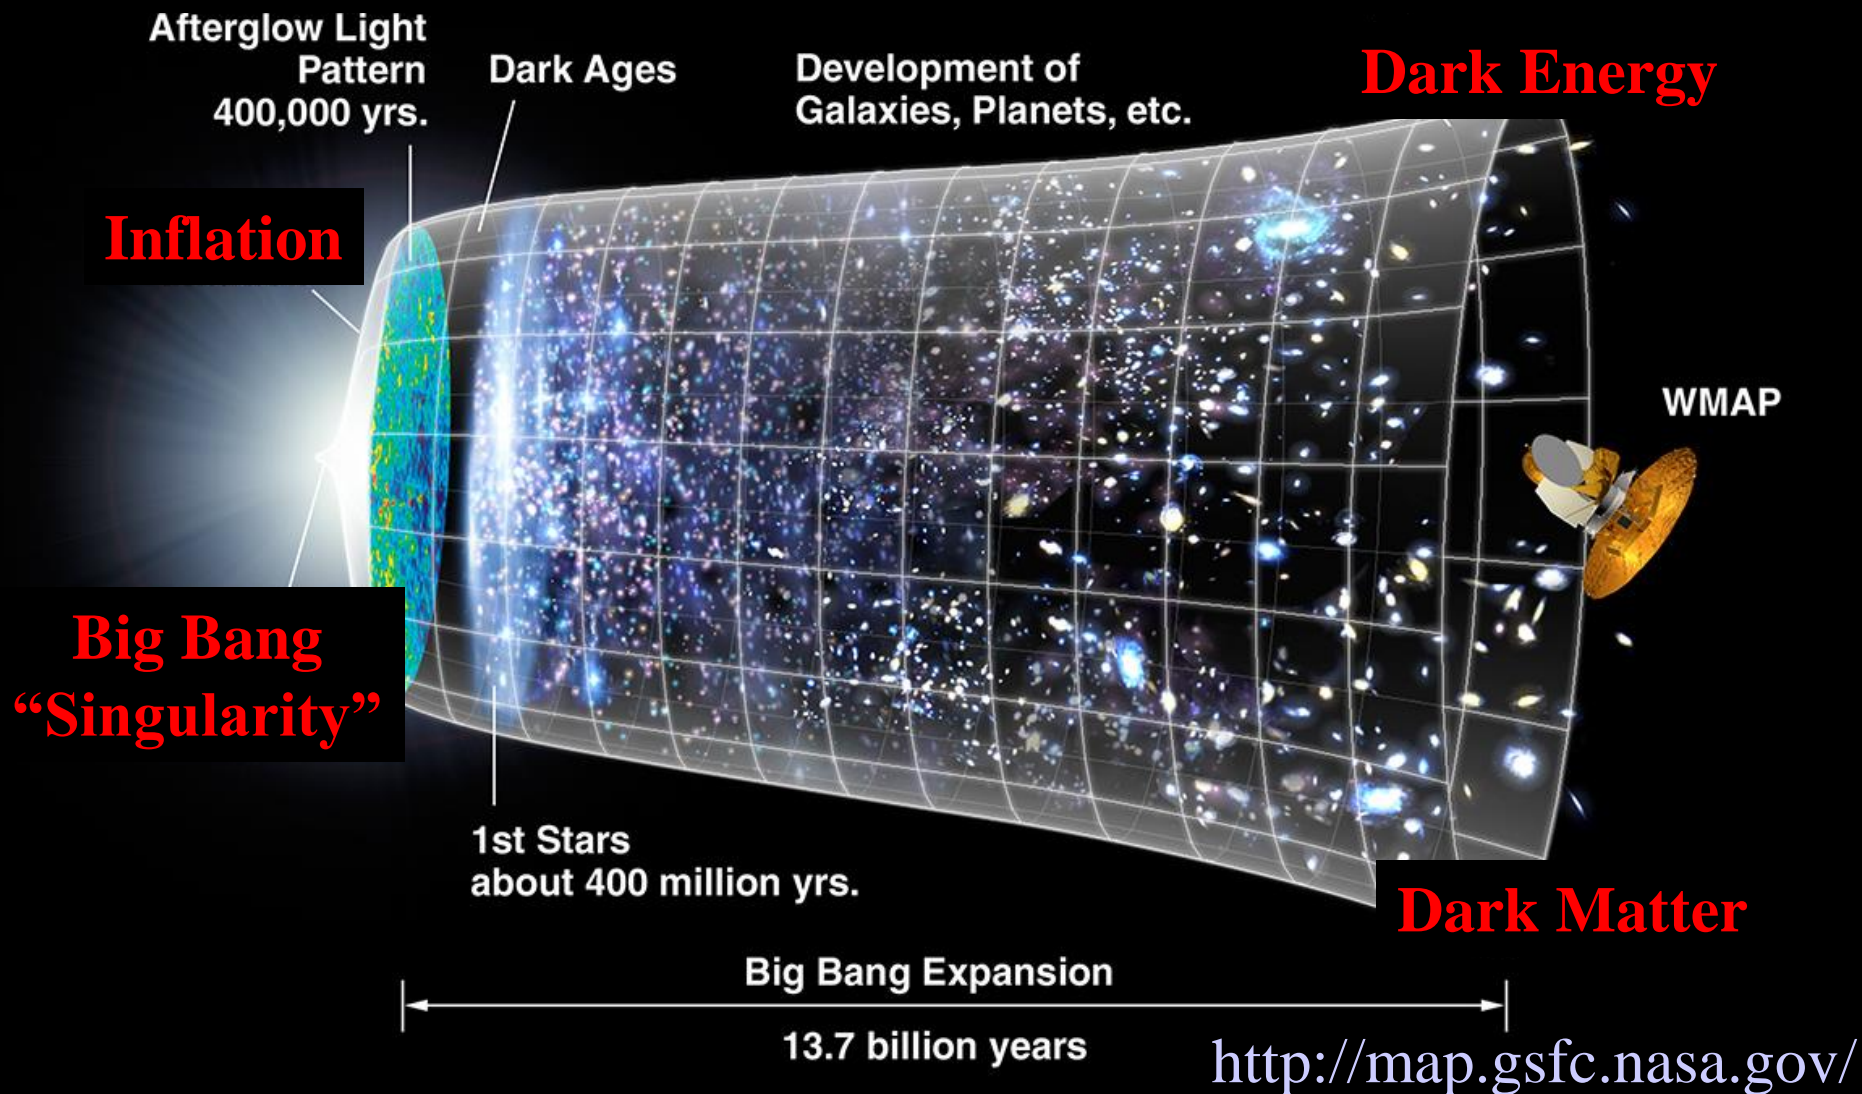 Afterglow Light
Pattern
400,000 yrs.
Dark Ages
Development of
Galaxies, Planets, etc.
Dark Energy
Inflation
WMAP
Big Bang
“Singularity”
1st Stars
about 400 million yrs.
Dark Matter
Big Bang Expansion
13.7 billion years
http://map.gsfc.nasa.gov/